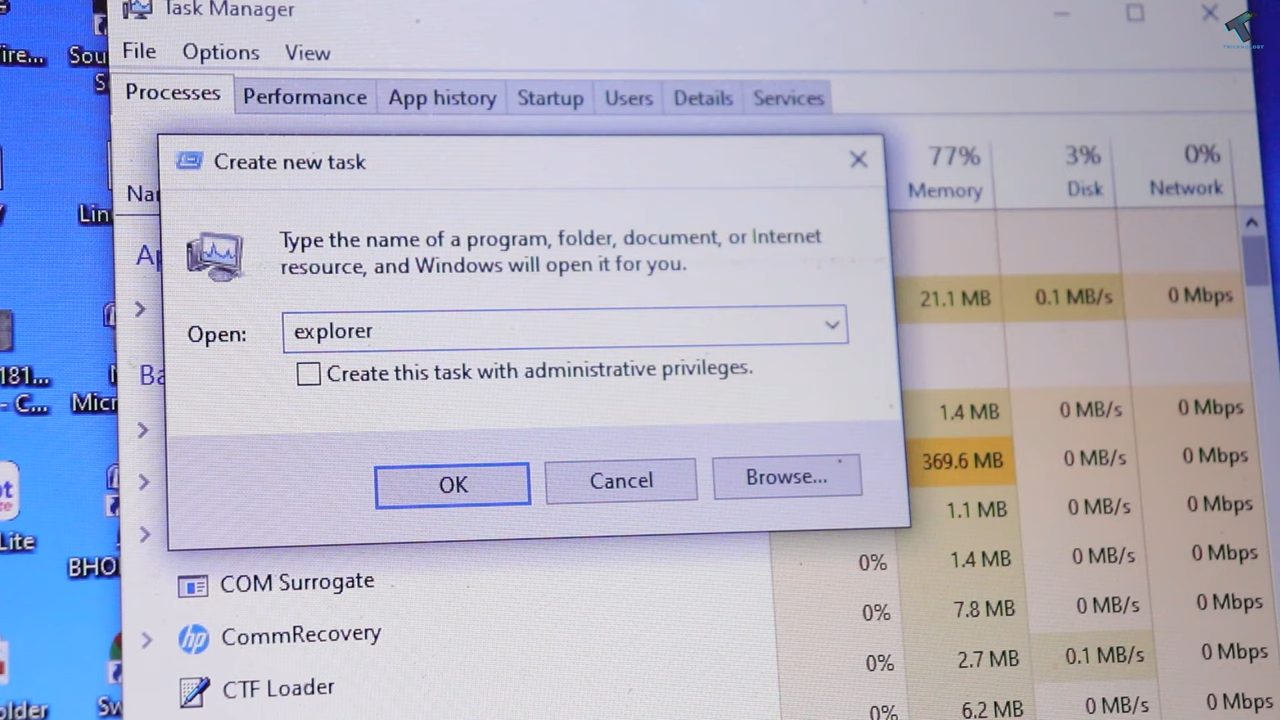 Task Manager
File Options View
Processes Performance App history Startup Users Details Services
Create new task
77% 3% 0%
Memory Disk Network
Type the name of a program, folder, document, or Internet
resource, and Windows will open it for you.
21.1 MB 0.1 MB/s 0 Mbps
Open: explorer
Create this task with administrative privileges.
1.4 MB 0 MB/s 0 Mbps
369.6 MB 0 MB/s 0 Mbps
OK Cancel Browse...
1.1 MB 0 MB/s 0 Mbps
COM Surrogate 0% 1.4 MB 0 MB/s 0 Mbps
CommRecovery 0% 7.8 MB 0 MB/s 0 Mbps
CTF Loader 0% 2.7 MB 0.1 MB/s 0 Mbps
0% 6.2 MB 0 MB/s 0 Mbps
hp
Lite
BHO